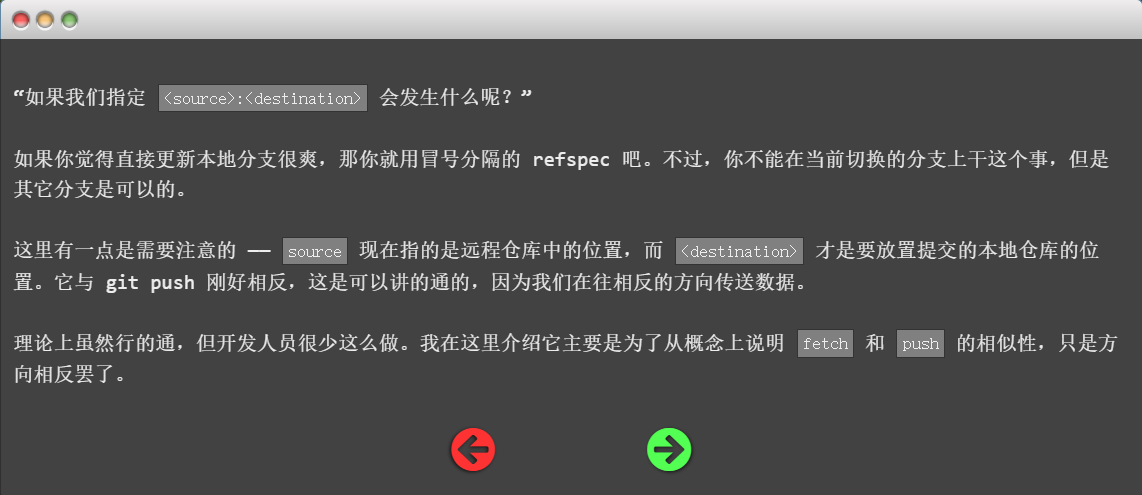 “如果我们指定 <source>:<destination> 会发生什么呢？”
如果你觉得直接更新本地分支很爽，那你就用冒号分隔的 refspec 吧。不过，你不能在当前切换的分支上干这个事，但是
其它分支是可以的。
这里有一点是需要注意的 —— source 现在指的是远程仓库中的位置，而 <destination> 才是要放置提交的本地仓库的位
置。它与 git push 刚好相反，这是可以讲的通的，因为我们在往相反的方向传送数据。
理论上虽然行的通，但开发人员很少这么做。我在这里介绍它主要是为了从概念上说明 fetch 和 push 的相似性，只是方
向相反罢了。